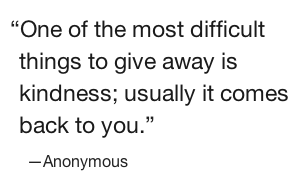 “One of the most difficult
things to give away is
kindness; usually it comes
back to you.”
—Anonymous